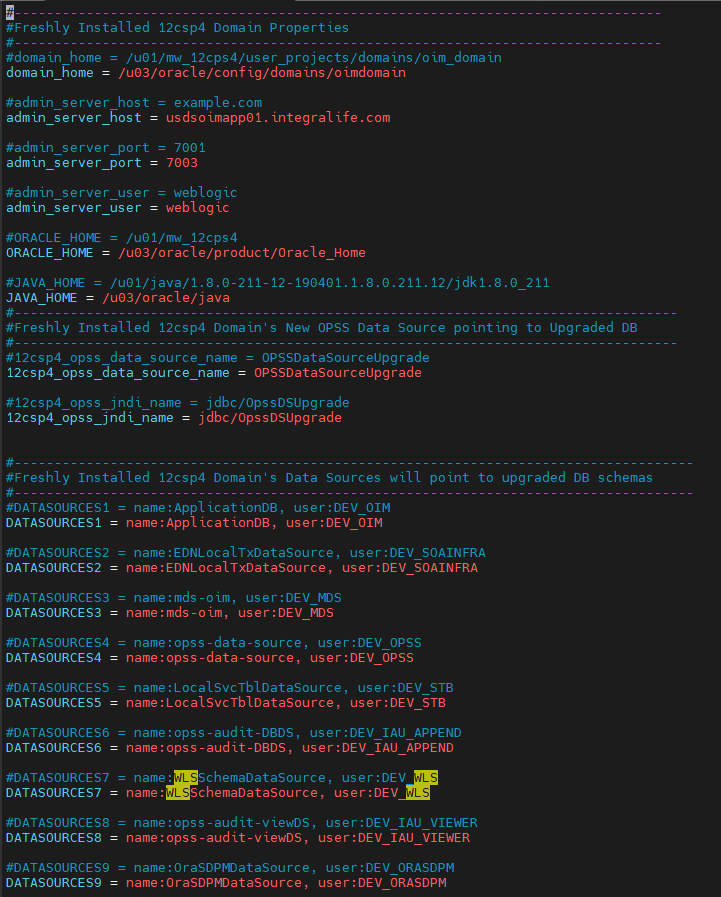 #---------------------------------------------------------------------------------
#Freshly Installed 12csp4 Domain Properties
#---------------------------------------------------------------------------------
#domain_home = /u01/mw_12cps4/user_projects/domains/oim_domain
domain_home = /u03/oracle/config/domains/oimdomain
#admin_server_host = example.com
admin_server_host = usdsoimapp01.integralife.com
#admin_server_port = 7001
admin_server_port = 7003
#admin_server_user = weblogic
admin_server_user = weblogic
#ORACLE_HOME = /u01/mw_12cps4
ORACLE_HOME = /u03/oracle/product/Oracle_Home
#JAVA_HOME = /u01/java/1.8.0-211-12-190401.1.8.0.211.12/jdk1.8.0_211
JAVA_HOME = /u03/oracle/java
#-----------------------------------------------------------------------------------
#Freshly Installed 12csp4 Domain's New OPSS Data Source pointing to Upgraded DB
#-----------------------------------------------------------------------------------
#12csp4_opss_data_source_name = OPSSDataSourceUpgrade
12csp4_opss_data_source_name = OPSSDataSourceUpgrade
#12csp4_opss_jndi_name = jdbc/OpssDSUpgrade
12csp4_opss_jndi_name = jdbc/OpssDSUpgrade
#-------------------------------------------------------------------------------------
#Freshly Installed 12csp4 Domain's Data Sources will point to upgraded DB schemas
#-------------------------------------------------------------------------------------
#DATASOURCES1 = name:ApplicationDB, user:DEV_OIM
DATASOURCES1 = name:ApplicationDB, user:DEV_OIM
#DATASOURCES2 = name:EDNLocalTxDataSource, user:DEV_SOAINFRA
DATASOURCES2 = name:EDNLocalTxDataSource, user:DEV_SOAINFRA
#DATASOURCES3 = name:mds-oim, user:DEV_MDS
DATASOURCES3 = name:mds-oim, user:DEV_MDS
#DATASOURCES4 = name:opss-data-source, user:DEV_OPSS
DATASOURCES4 = name:opss-data-source, user:DEV_OPSS
#DATASOURCES5 = name:LocalSvcTblDataSource, user:DEV_STB
DATASOURCES5 = name:LocalSvcTblDataSource, user:DEV_STB
#DATASOURCES6 = name:opss-audit-DBDS, user:DEV_IAU_APPEND
DATASOURCES6 = name:opss-audit-DBDS, user:DEV_IAU_APPEND
#DATASOURCES7 = name:WLSSchemaDataSource, user:DEV_WLS
DATASOURCES7 = name:WLSSchemaDataSource, user:DEV_WLS
#DATASOURCES8 = name:opss-audit-viewDS, user:DEV_IAU_VIEWER
DATASOURCES8 = name:opss-audit-viewDS, user:DEV_IAU_VIEWER
#DATASOURCES9 = name:OraSDPMDataSource, user:DEV_ORASDPM
DATASOURCES9 = name:OraSDPMDataSource, user:DEV_ORASDPM